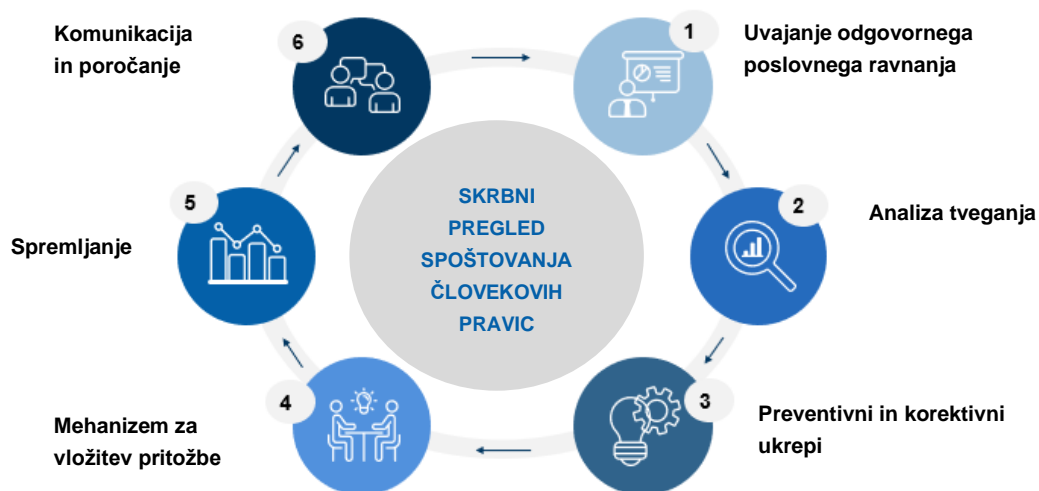 1
Uvajanje odgovornega
poslovnega ravnanja
2
Analiza tveganja
3
Preventivni in korektivni
ukrepi
4
Mehanizem za
vložitev pritožbe
5
Spremljanje
6
Komunikacija
in poročanje
SKRBNI
PREGLED
SPOŠTOVANJA
ČLOVEKOVIH
PRAVIC